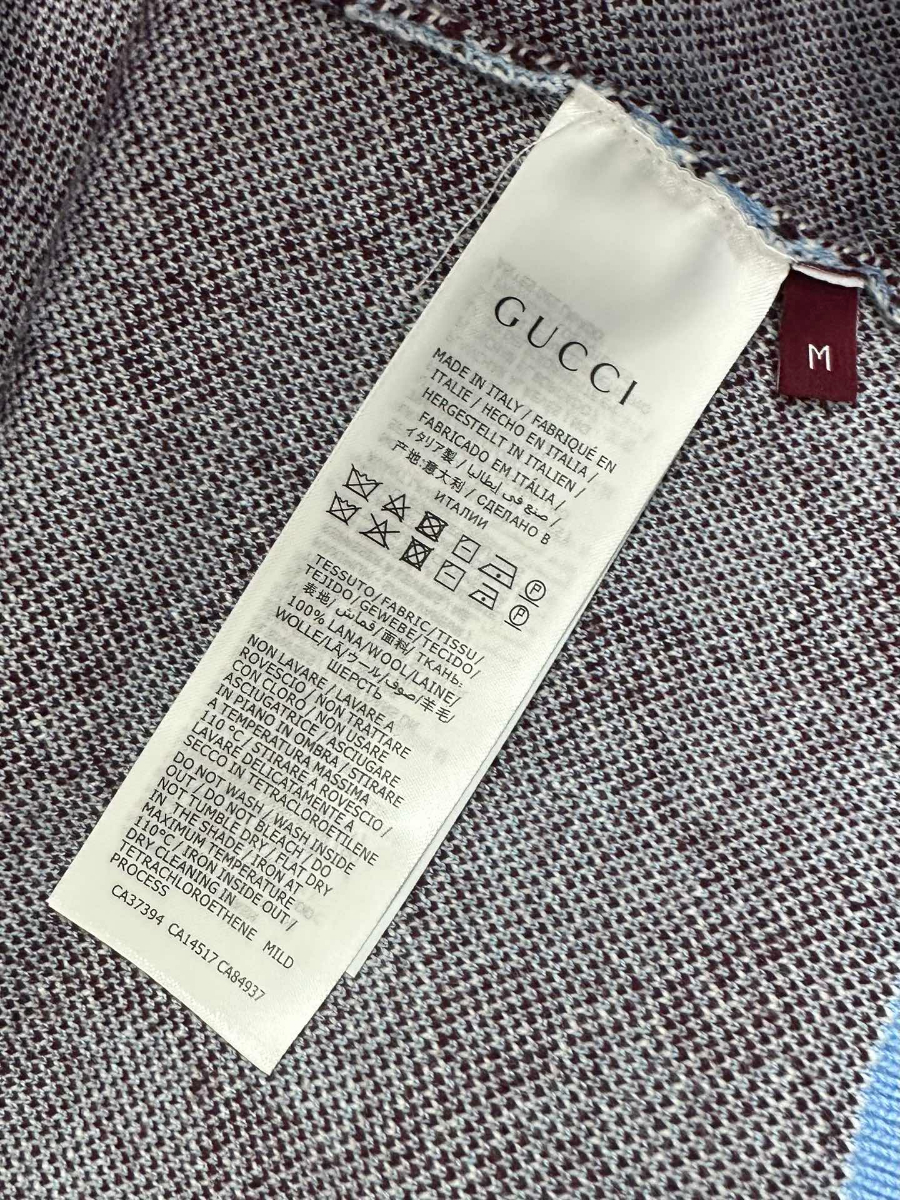 GUCCI
MADE IN ITALY / FABRIQUÉ EN
ITALIE / HECHO EN ITALIA /
HERGESTELLT IN ITALIEN /
FABRICADO EM ITÁLIA /
イタリア製 / صنع في إيطاليا /
产地:意大利 / СДЕЛАНО В
ИТАЛИИ
P
P
TESSUTO/FABRIC/TISSU/
TEJIDO/GEWEBE/TECIDO/
表地/قماش/面料/ТКАНЬ:
100% LANA/WOOL/LAINE/
WOLLE/LÃ/ウール/صوف/羊毛/
ШЕРСТЬ
NON LAVARE / LAVARE A
ROVESCIO / NON TRATTARE
CON CLORO / NON USARE
ASCIUGATRICE / ASCIUGARE
IN PIANO IN OMBRA / STIRARE
A TEMPERATURA MASSIMA
110 °C / STIRARE A ROVESCIO /
LAVARE DELICATAMENTE A
SECCO IN TETRACLOROETILENE
DO NOT WASH / WASH INSIDE
OUT / DO NOT BLEACH / DO
NOT TUMBLE DRY / FLAT DRY
IN THE SHADE / IRON AT
MAXIMUM TEMPERATURE
110°C / IRON INSIDE OUT /
DRY CLEANING IN
TETRACHLOROETHENE MILD
PROCESS
CA37394 CA14517 CA84937
M